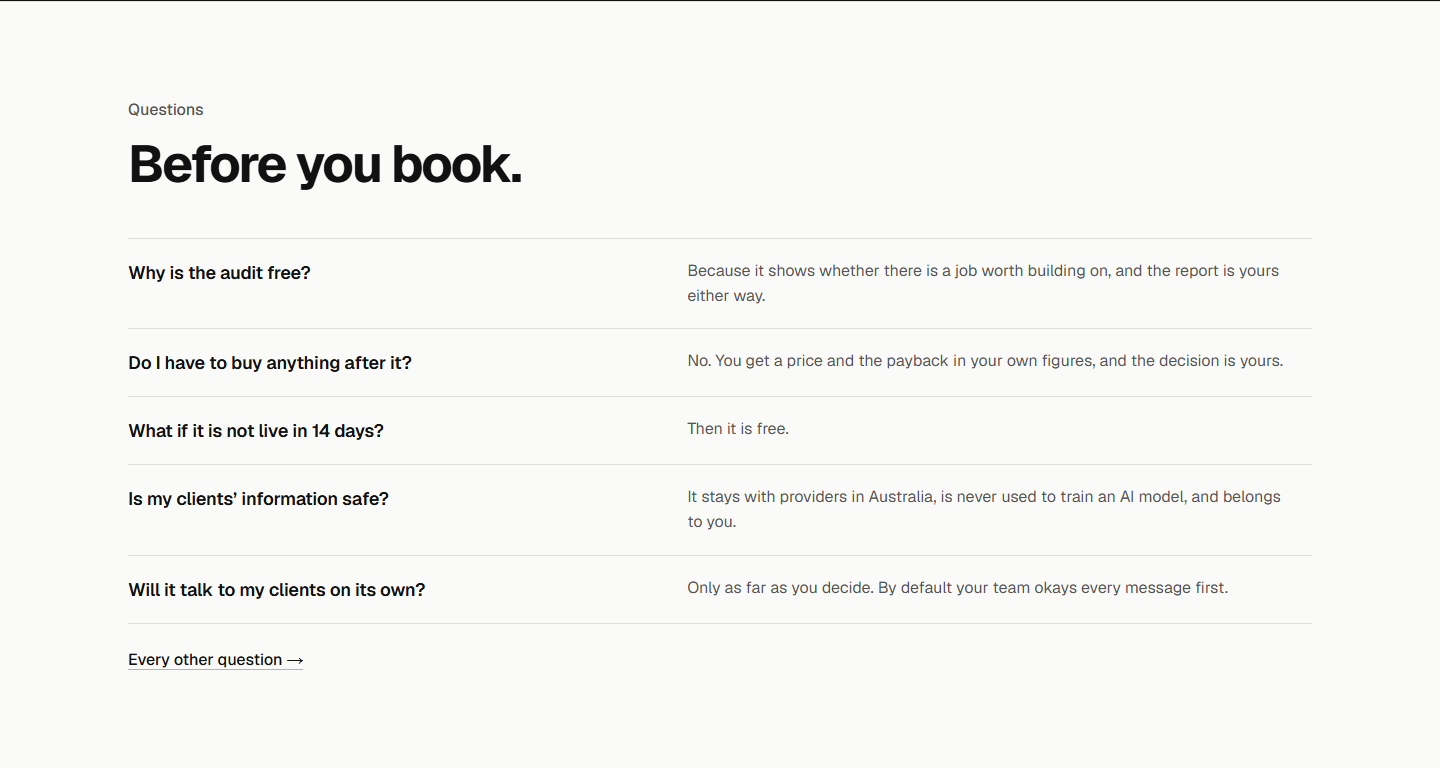 Questions
Before you book.
Why is the audit free?
Because it shows whether there is a job worth building on, and the report is yours
either way.
Do I have to buy anything after it?
No. You get a price and the payback in your own figures, and the decision is yours.
What if it is not live in 14 days?
Then it is free.
Is my clients’ information safe?
It stays with providers in Australia, is never used to train an AI model, and belongs
to you.
Will it talk to my clients on its own?
Only as far as you decide. By default your team okays every message first.
Every other question →